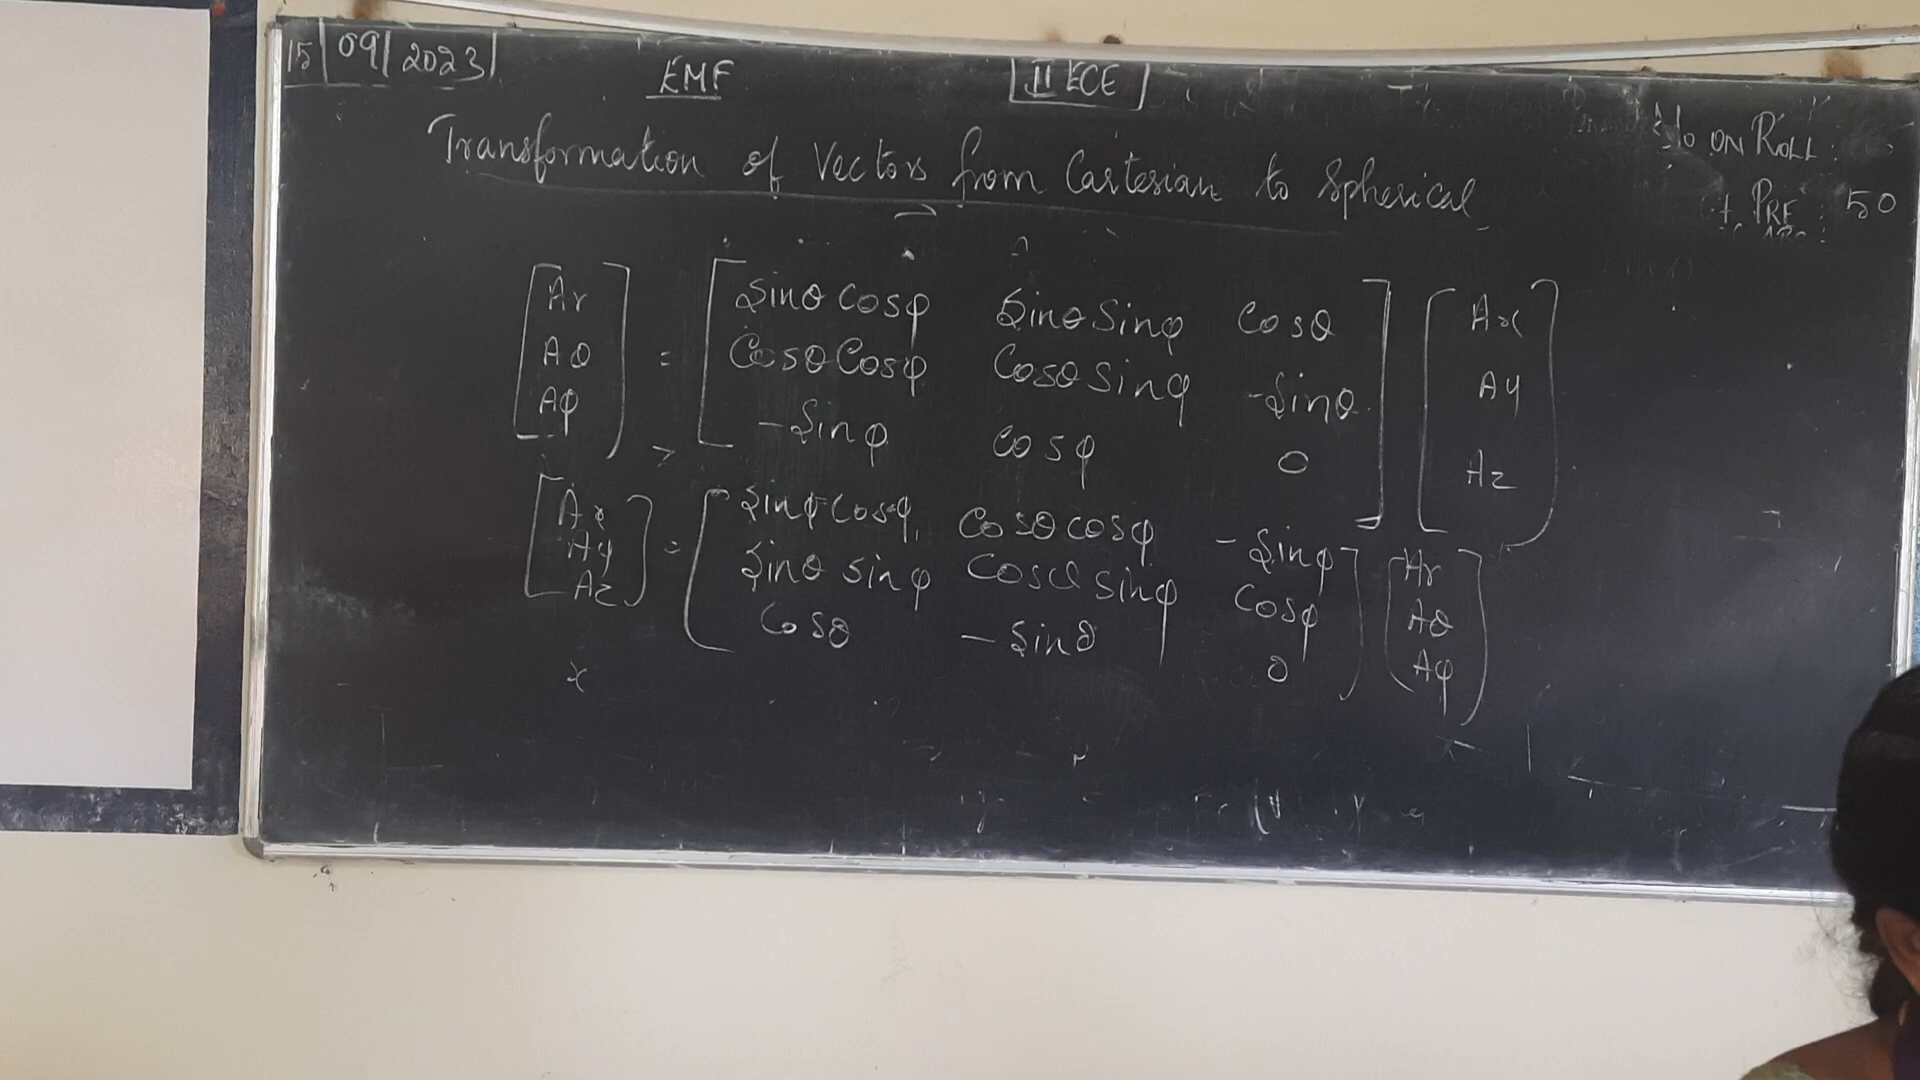 15/09/2023 EMF II ECE
ON ROLL:
PRE: 50
Transformation of Vectors from Cartesian to Spherical
[Ar Aθ Aφ] = [Sinθ Cosφ Sinθ Sinφ Cosθ
Cosθ Cosφ Cosθ Sinφ -Sinθ
-Sinφ Cosφ 0] [Ax Ay Az]
[Ax Ay Az] = [Sinφ Cosφ Cosθ Cosφ -Sinφ
Sinθ Sinφ Cosθ Sinφ Cosφ
Cosθ -Sinθ 0] [Ar Aθ Aφ]
x